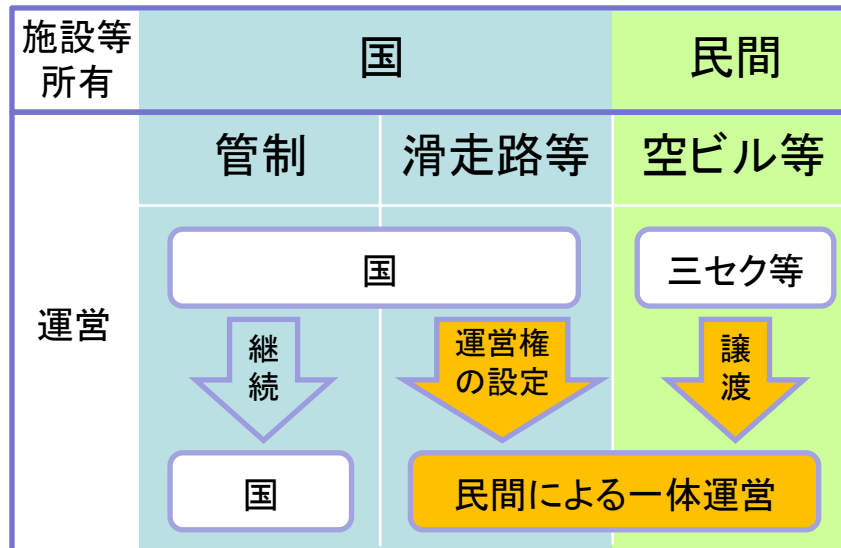 施設等
所有
国
民間
管制
滑走路等
空ビル等
運営
国
三セク等
継
続
運営権
の設定
譲
渡
国
民間による一体運営